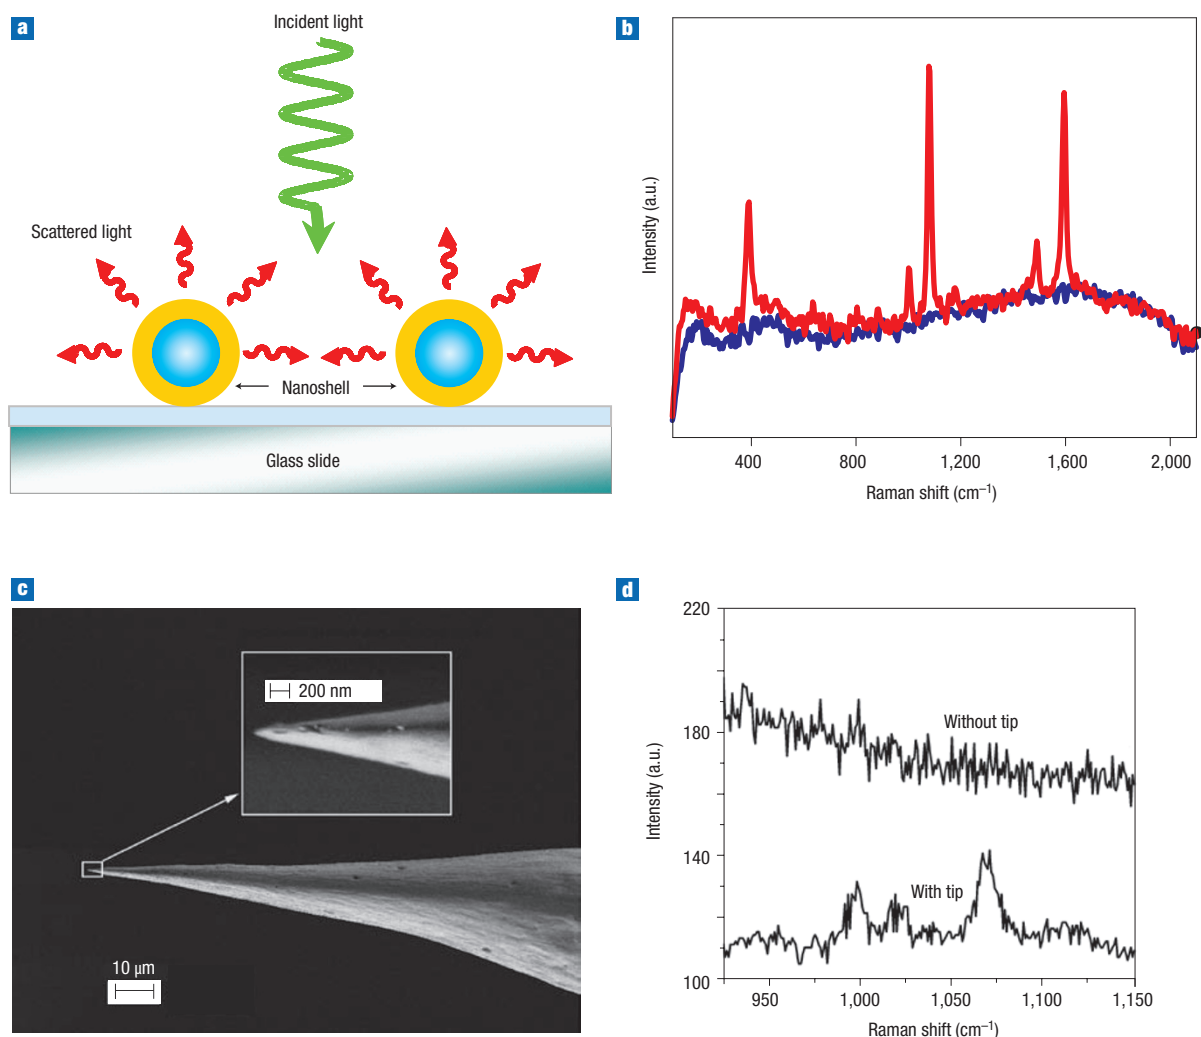 a
Incident light
Scattered light
Nanoshell
Glass slide
b
Intensity (a.u.)
400 800 1,200 1,600 2,000
Raman shift (cm–1)
c
200 nm
10 µm
d
220
180
140
100
Intensity (a.u.)
Without tip
With tip
950 1,000 1,050 1,100 1,150
Raman shift (cm–1)